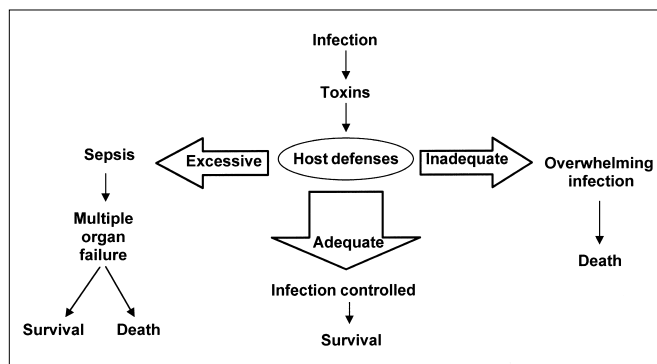 Infection
Toxins
Sepsis
Excessive
Host defenses
Inadequate
Overwhelming
infection
Multiple
organ
failure
Adequate
Death
Infection controlled
Survival
Death
Survival